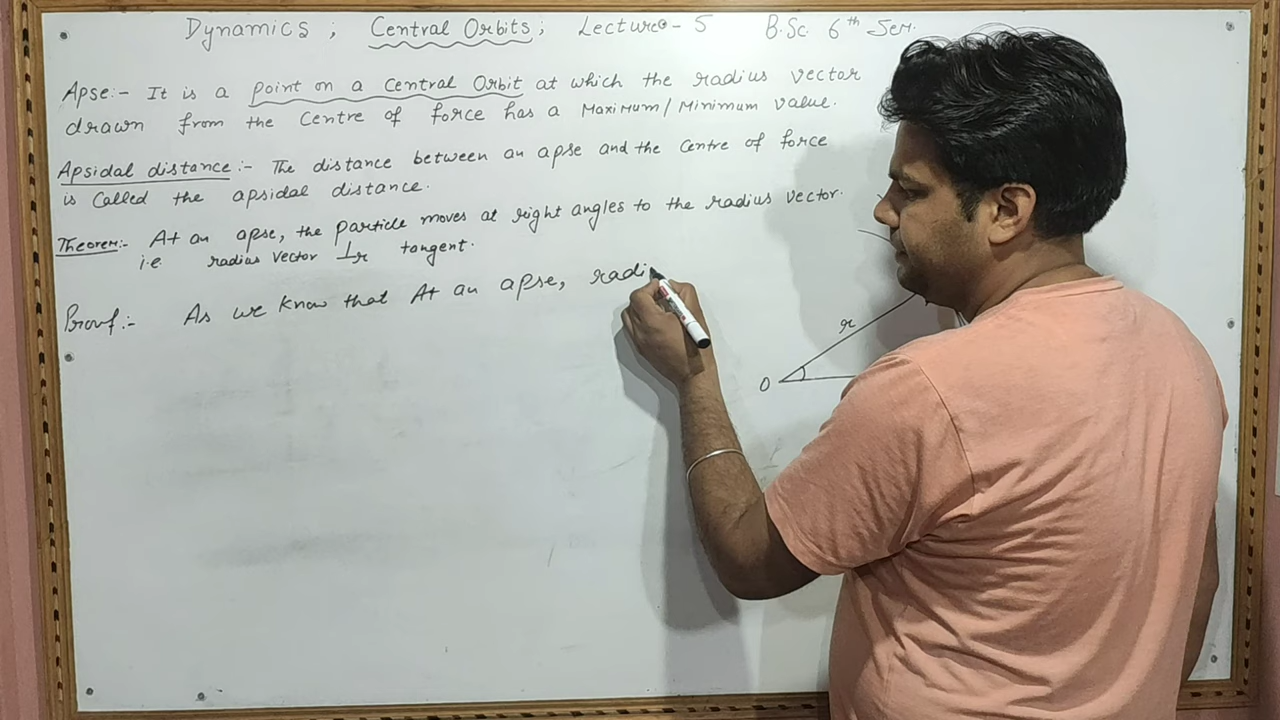 Dynamics ; Central Orbits ; Lecture - 5 B.Sc. 6th Sem.
Apse:- It is a point on a Central Orbit at which the radius vector
drawn from the Centre of force has a Maximum/Minimum value.
Apsidal distance:- The distance between an apse and the Centre of force
is Called the apsidal distance.
Theorem:- At an apse, the particle moves at right angles to the radius vector.
i.e radius vector ⊥r tangent.
Proof:- As we know that At an apse, radi
r
O